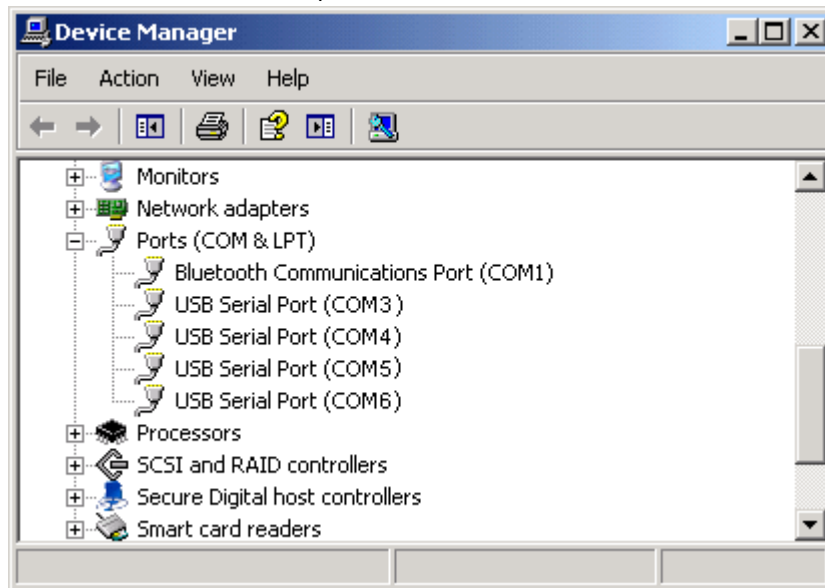 Device Manager
File Action View Help
Monitors
Network adapters
Ports (COM & LPT)
Bluetooth Communications Port (COM1)
USB Serial Port (COM3)
USB Serial Port (COM4)
USB Serial Port (COM5)
USB Serial Port (COM6)
Processors
SCSI and RAID controllers
Secure Digital host controllers
Smart card readers